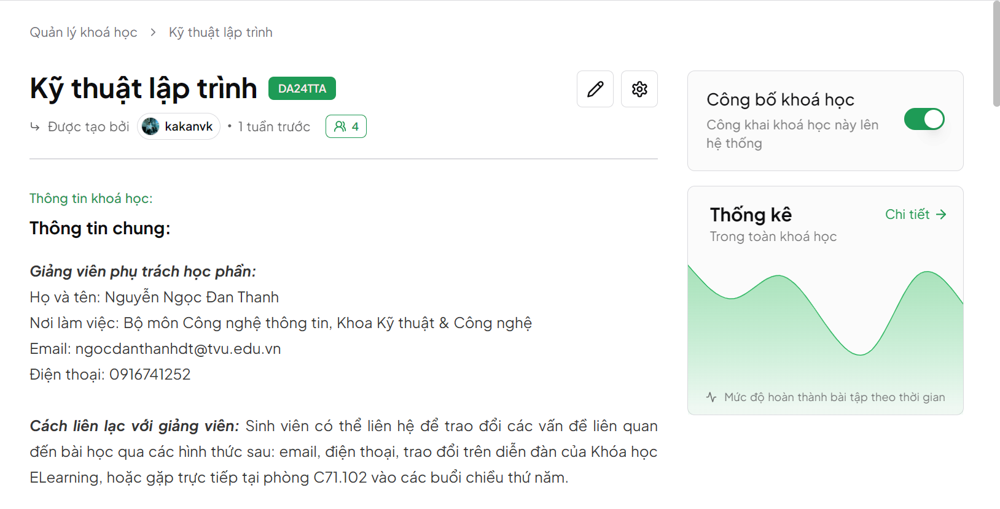 Quản lý khoá học > Kỹ thuật lập trình
Kỹ thuật lập trình DA24TTA
Được tạo bởi kakanvk • 1 tuần trước 4
Thông tin khoá học:
Thông tin chung:
Giảng viên phụ trách học phần:
Họ và tên: Nguyễn Ngọc Đan Thanh
Nơi làm việc: Bộ môn Công nghệ thông tin, Khoa Kỹ thuật & Công nghệ
Email: ngocdanthanhdt@tvu.edu.vn
Điện thoại: 0916741252
Cách liên lạc với giảng viên: Sinh viên có thể liên hệ để trao đổi các vấn đề liên quan
đến bài học qua các hình thức sau: email, điện thoại, trao đổi trên diễn đàn của Khóa học
ELearning, hoặc gặp trực tiếp tại phòng C71.102 vào các buổi chiều thứ năm.
Công bố khoá học
Công khai khoá học này lên
hệ thống
Thống kê
Chi tiết →
Trong toàn khoá học
Mức độ hoàn thành bài tập theo thời gian